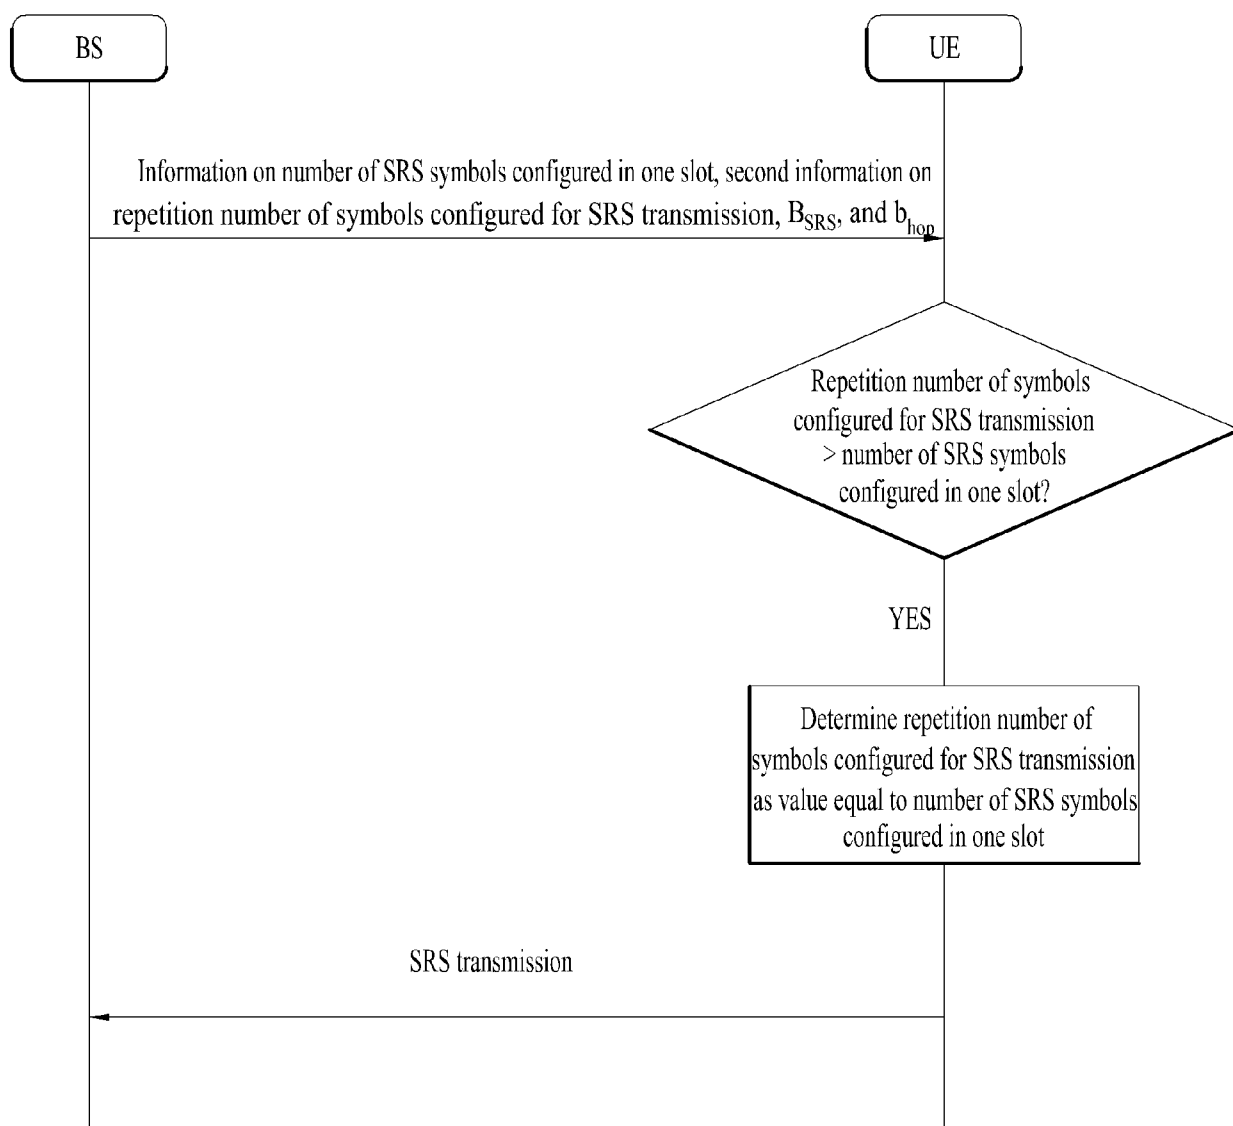 BS
UE
Information on number of SRS symbols configured in one slot, second information on
repetition number of symbols configured for SRS transmission, BSRS, and bhop
Repetition number of symbols
configured for SRS transmission
> number of SRS symbols
configured in one slot?
YES
Determine repetition number of
symbols configured for SRS transmission
as value equal to number of SRS symbols
configured in one slot
SRS transmission